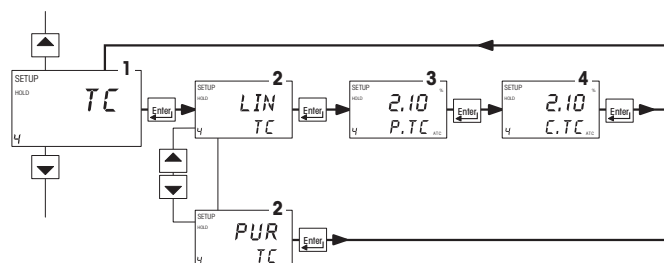 1
SETUP
HOLD
TC
4
Enter
2
SETUP
HOLD
LIN
TC
4
Enter
3
SETUP
HOLD
%
2.10
P.TC
ATC
4
Enter
4
SETUP
HOLD
%
2.10
C.TC
ATC
4
Enter
2
SETUP
HOLD
PUR
TC
4
Enter